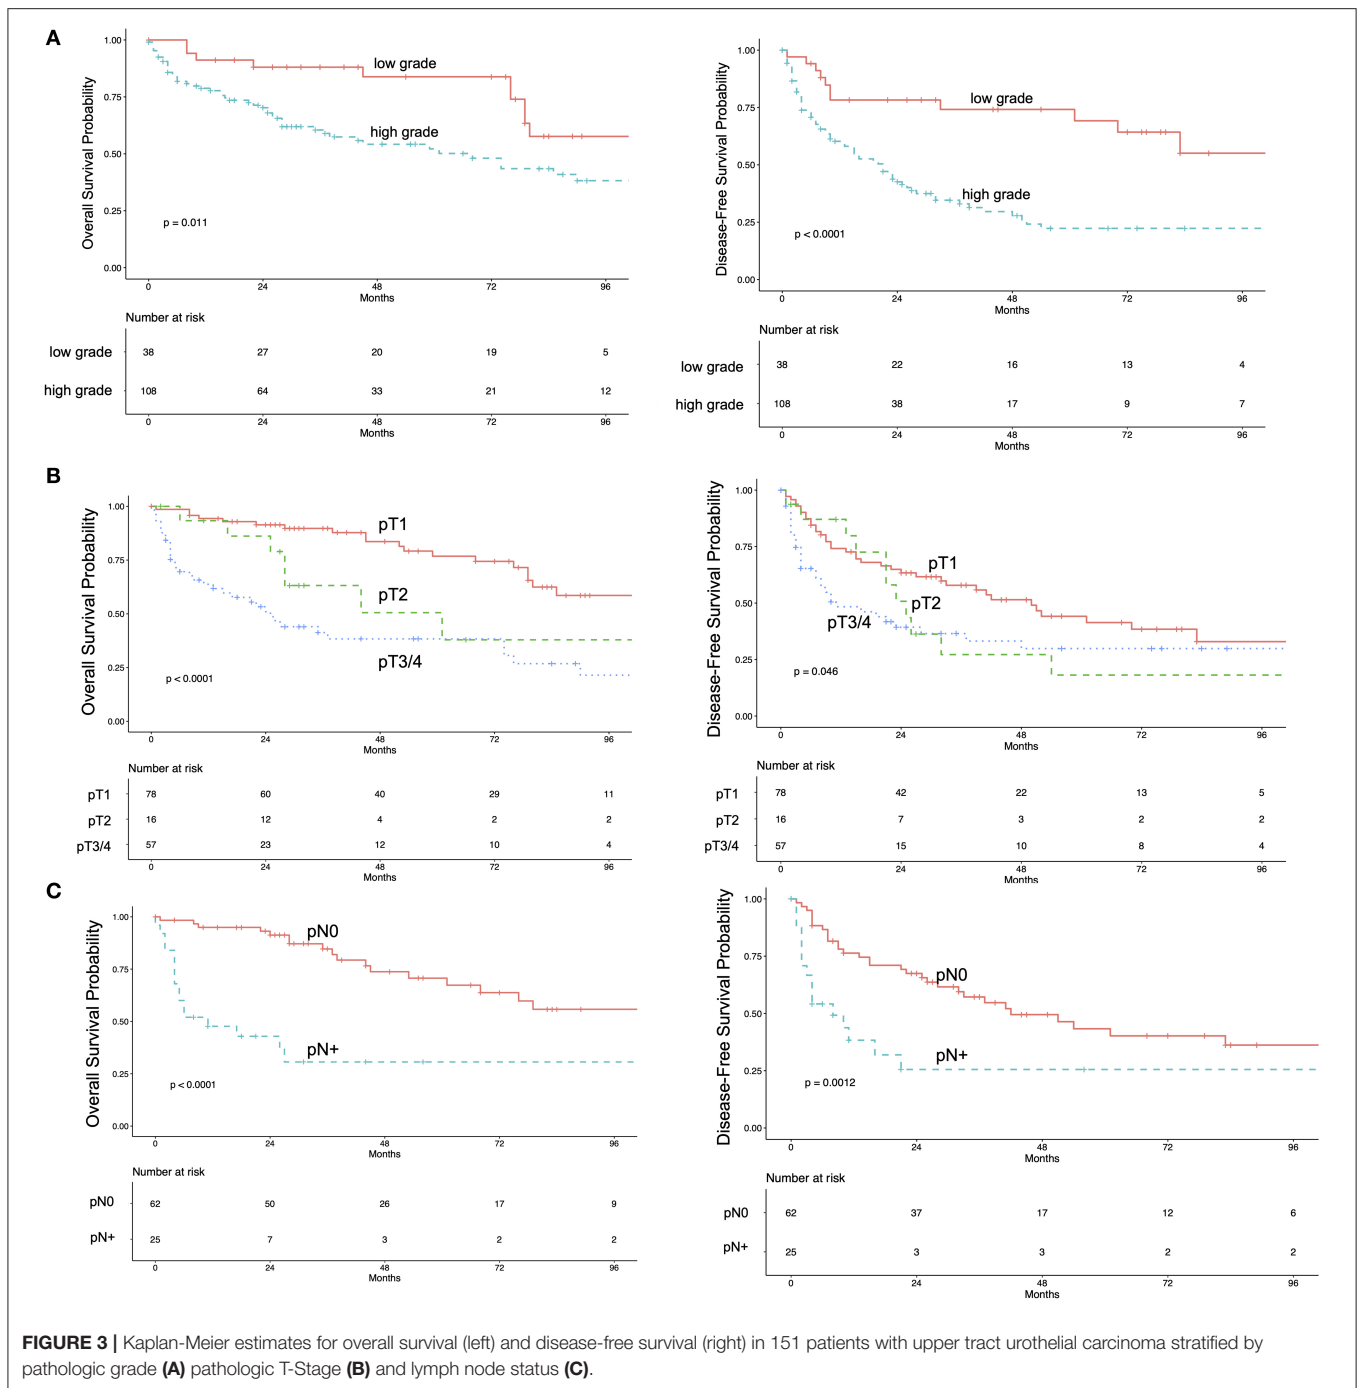 A
Overall Survival Probability
1.00
0.75
0.50
0.25
0.00
low grade
high grade
p = 0.011
0 24 48 72 96
Months
Number at risk
low grade 38 27 20 19 5
high grade 108 64 33 21 12
0 24 48 72 96
Months
Disease-Free Survival Probability
1.00
0.75
0.50
0.25
0.00
low grade
high grade
p < 0.0001
0 24 48 72 96
Months
Number at risk
low grade 38 22 16 13 4
high grade 108 38 17 9 7
0 24 48 72 96
Months
B
Overall Survival Probability
1.00
0.75
0.50
0.25
0.00
pT1
pT2
pT3/4
p < 0.0001
0 24 48 72 96
Months
Number at risk
pT1 78 60 40 29 11
pT2 16 12 4 2 2
pT3/4 57 23 12 10 4
0 24 48 72 96
Months
Disease-Free Survival Probability
1.00
0.75
0.50
0.25
0.00
pT1
pT2
pT3/4
p = 0.046
0 24 48 72 96
Months
Number at risk
pT1 78 42 22 13 5
pT2 16 7 3 2 2
pT3/4 57 15 10 8 4
0 24 48 72 96
Months
C
Overall Survival Probability
1.00
0.75
0.50
0.25
0.00
pN0
pN+
p < 0.0001
0 24 48 72 96
Months
Number at risk
pN0 62 50 26 17 9
pN+ 25 7 3 2 2
0 24 48 72 96
Months
Disease-Free Survival Probability
1.00
0.75
0.50
0.25
0.00
pN0
pN+
p = 0.0012
0 24 48 72 96
Months
Number at risk
pN0 62 37 17 12 6
pN+ 25 3 3 2 2
0 24 48 72 96
Months
FIGURE 3 | Kaplan-Meier estimates for overall survival (left) and disease-free survival (right) in 151 patients with upper tract urothelial carcinoma stratified by
pathologic grade (A) pathologic T-Stage (B) and lymph node status (C).